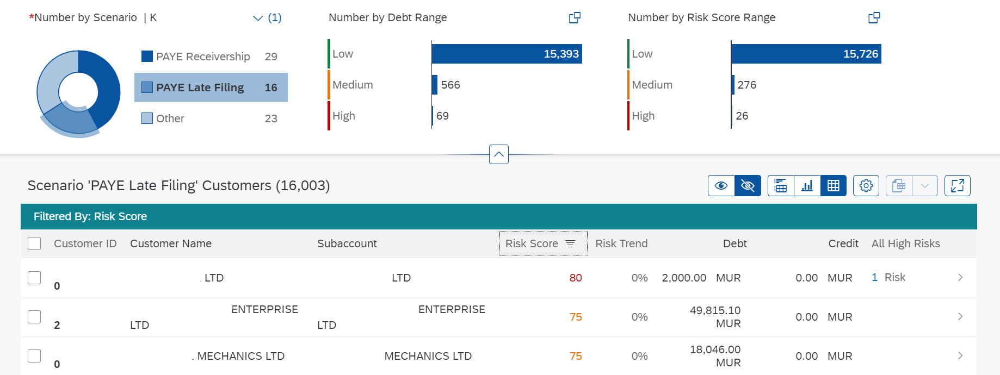 *Number by Scenario | K (1)
PAYE Receivership 29
PAYE Late Filing 16
Other 23
Number by Debt Range
Low 15,393
Medium 566
High 69
Number by Risk Score Range
Low 15,726
Medium 276
High 26
Scenario 'PAYE Late Filing' Customers (16,003)
Filtered By: Risk Score
Customer ID Customer Name Subaccount Risk Score Risk Trend Debt Credit All High Risks
0 LTD LTD 80 0% 2,000.00 MUR 0.00 MUR 1 Risk
ENTERPRISE ENTERPRISE 49,815.10
2 LTD LTD 75 0% MUR 0.00 MUR
18,046.00
0 MECHANICS LTD MECHANICS LTD 75 0% MUR 0.00 MUR